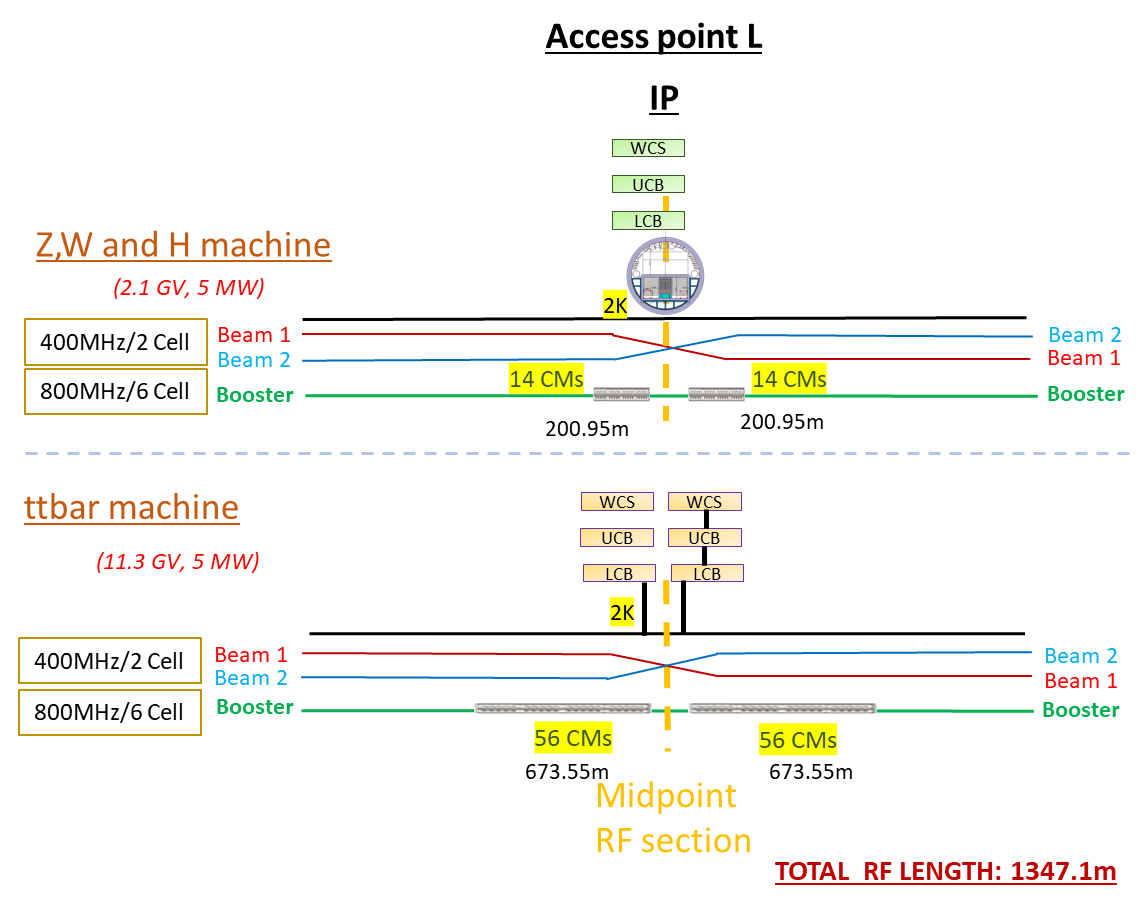 Access point L
IP
WCS
UCB
LCB
Z,W and H machine
(2.1 GV, 5 MW)
2K
400MHz/2 Cell
Beam 1
Beam 2
Beam 2
Beam 1
800MHz/6 Cell
Booster
14 CMs
14 CMs
Booster
200.95m
200.95m
ttbar machine
(11.3 GV, 5 MW)
WCS
WCS
UCB
UCB
LCB
LCB
2K
400MHz/2 Cell
Beam 1
Beam 2
Beam 2
Beam 1
800MHz/6 Cell
Booster
Booster
56 CMs
56 CMs
673.55m
673.55m
Midpoint
RF section
TOTAL RF LENGTH: 1347.1m